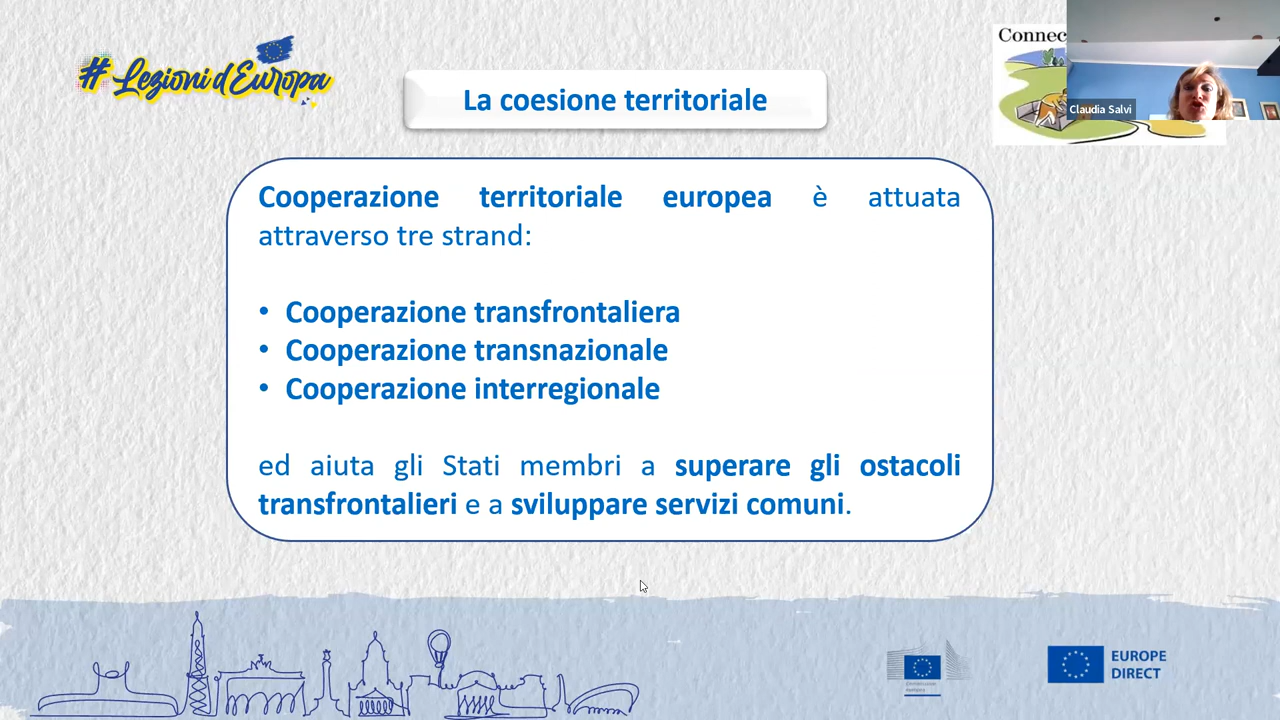 #LezionidEuropa
La coesione territoriale
Connec
Claudia Salvi
Cooperazione territoriale europea è attuata
attraverso tre strand:
• Cooperazione transfrontaliera
• Cooperazione transnazionale
• Cooperazione interregionale
ed aiuta gli Stati membri a superare gli ostacoli
transfrontalieri e a sviluppare servizi comuni.
EUROPE
DIRECT